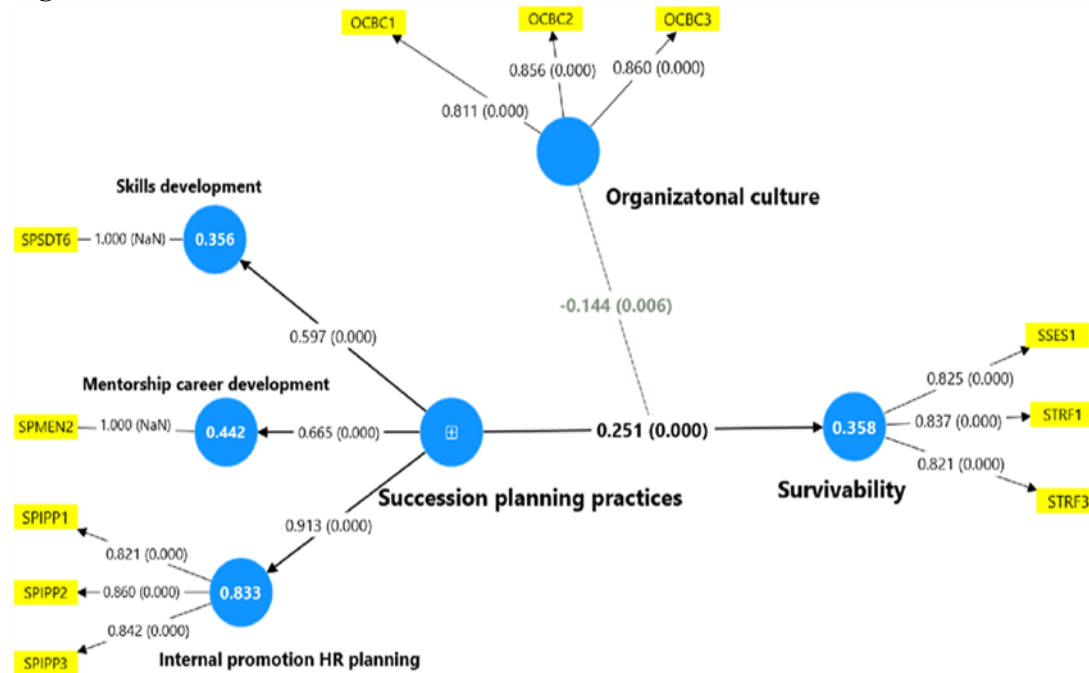 OCBC1
OCBC2
OCBC3
0.811 (0.000)
0.856 (0.000)
0.860 (0.000)
Organizatonal culture
Skills development
SPSDT6
1.000 (NaN)
0.356
0.597 (0.000)
-0.144 (0.006)
Mentorship career development
SPMEN2
1.000 (NaN)
0.442
0.665 (0.000)
0.251 (0.000)
0.358
SSES1
0.825 (0.000)
STRF1
0.837 (0.000)
0.821 (0.000)
STRF3
Succession planning practices
Survivability
0.913 (0.000)
SPIPP1
0.821 (0.000)
SPIPP2
0.860 (0.000)
0.833
0.842 (0.000)
SPIPP3
Internal promotion HR planning